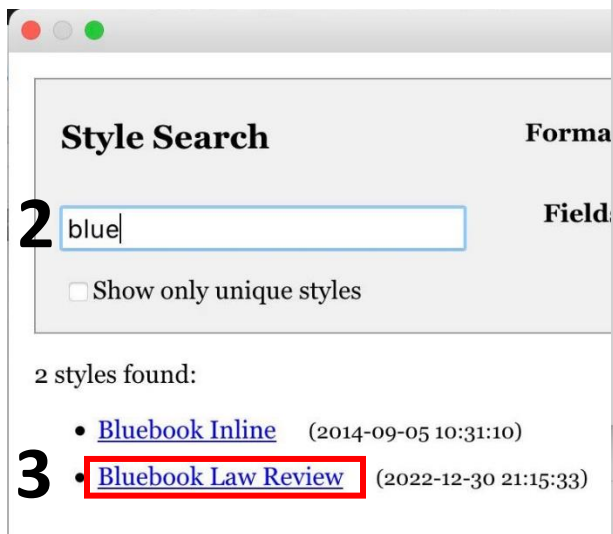 Style Search
Forma
Field
2
blue
Show only unique styles
2 styles found:
Bluebook Inline (2014-09-05 10:31:10)
3
Bluebook Law Review (2022-12-30 21:15:33)